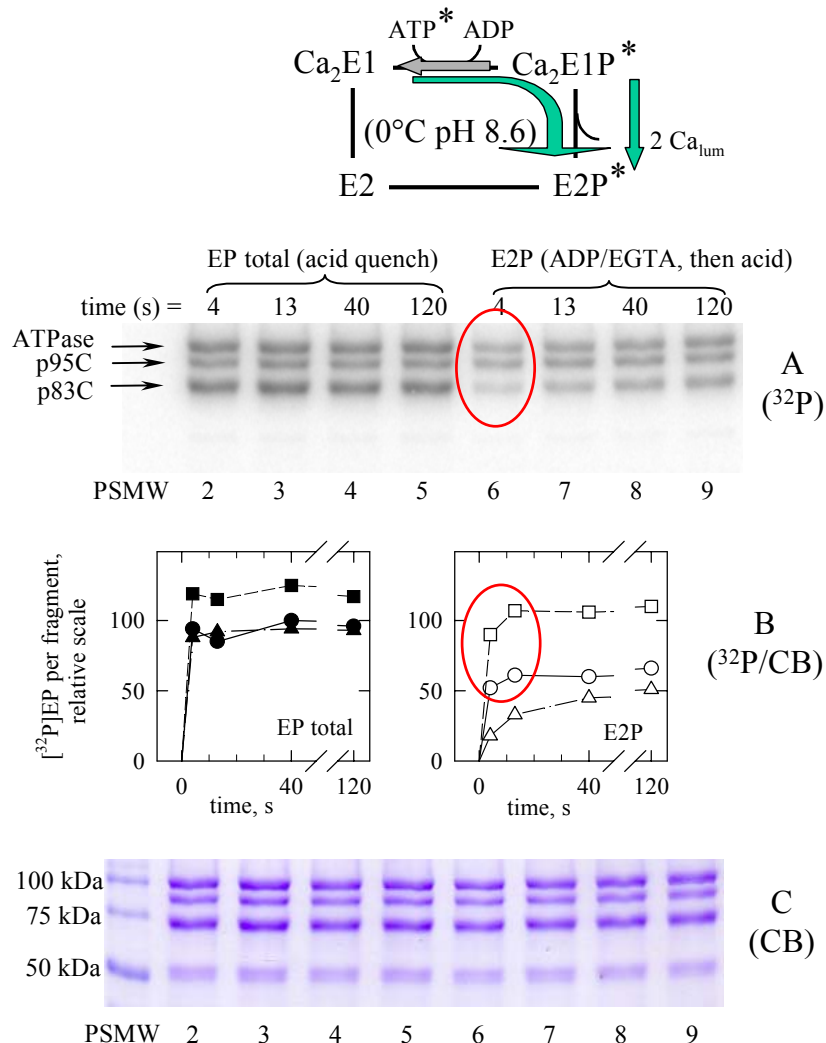 ATP* ADP
Ca₂E1 Ca₂E1P*
(0°C pH 8.6)
2 Ca lum
E2 E2P*
EP total (acid quench) E2P (ADP/EGTA, then acid)
time (s) = 4 13 40 120 4 13 40 120
ATPase
p95C
p83C
A
(³²P)
PSMW 2 3 4 5 6 7 8 9
[³²P]EP per fragment,
relative scale
100
50
0
EP total
0 40 120
time, s
100
50
0
E2P
0 40 120
time, s
B
(³²P/CB)
100 kDa
75 kDa
50 kDa
C
(CB)
PSMW 2 3 4 5 6 7 8 9